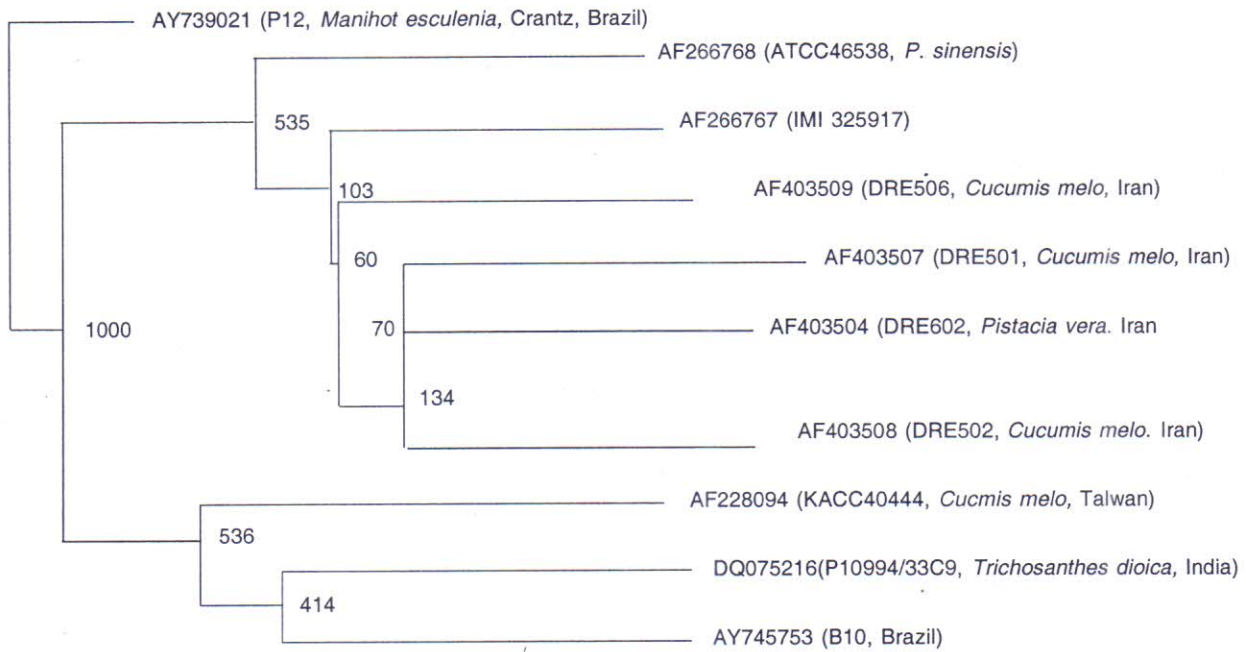 AY739021 (P12, Manihot esculenia, Crantz, Brazil)
AF266768 (ATCC46538, P. sinensis)
535
AF266767 (IMI 325917)
103
AF403509 (DRE506, Cucumis melo, Iran)
60
AF403507 (DRE501, Cucumis melo, Iran)
1000
70
AF403504 (DRE602, Pistacia vera. Iran
134
AF403508 (DRE502, Cucumis melo. Iran)
AF228094 (KACC40444, Cucmis melo, Talwan)
536
DQ075216(P10994/33C9, Trichosanthes dioica, India)
414
AY745753 (B10, Brazil)